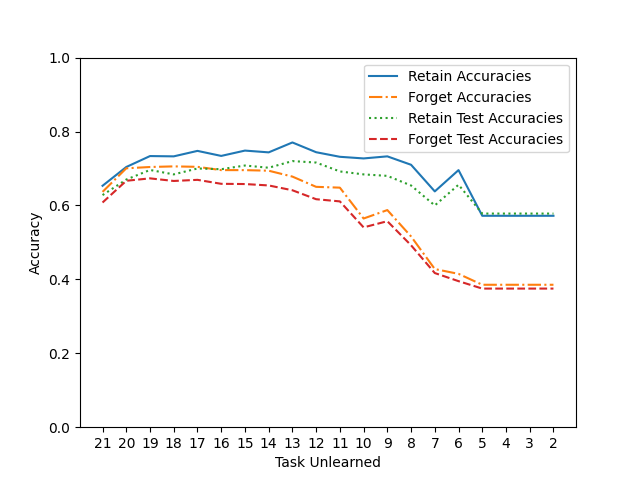 1.0
0.8
0.6
0.4
0.2
0.0
Accuracy
Retain Accuracies
Forget Accuracies
Retain Test Accuracies
Forget Test Accuracies
21 20 19 18 17 16 15 14 13 12 11 10 9 8 7 6 5 4 3 2
Task Unlearned